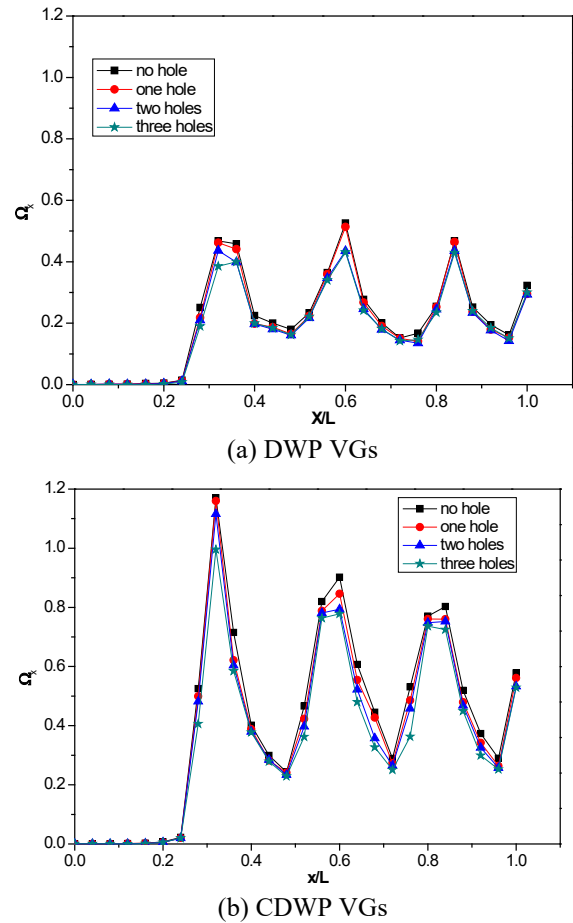 1.2
1.0
0.8
0.6
0.4
0.2
0.0
Ωx
no hole
one hole
two holes
three holes
0.0 0.2 0.4 0.6 0.8 1.0
X/L
(a) DWP VGs
1.2
1.0
0.8
0.6
0.4
0.2
0.0
Ωx
no hole
one hole
two holes
three holes
0.0 0.2 0.4 0.6 0.8 1.0
x/L
(b) CDWP VGs